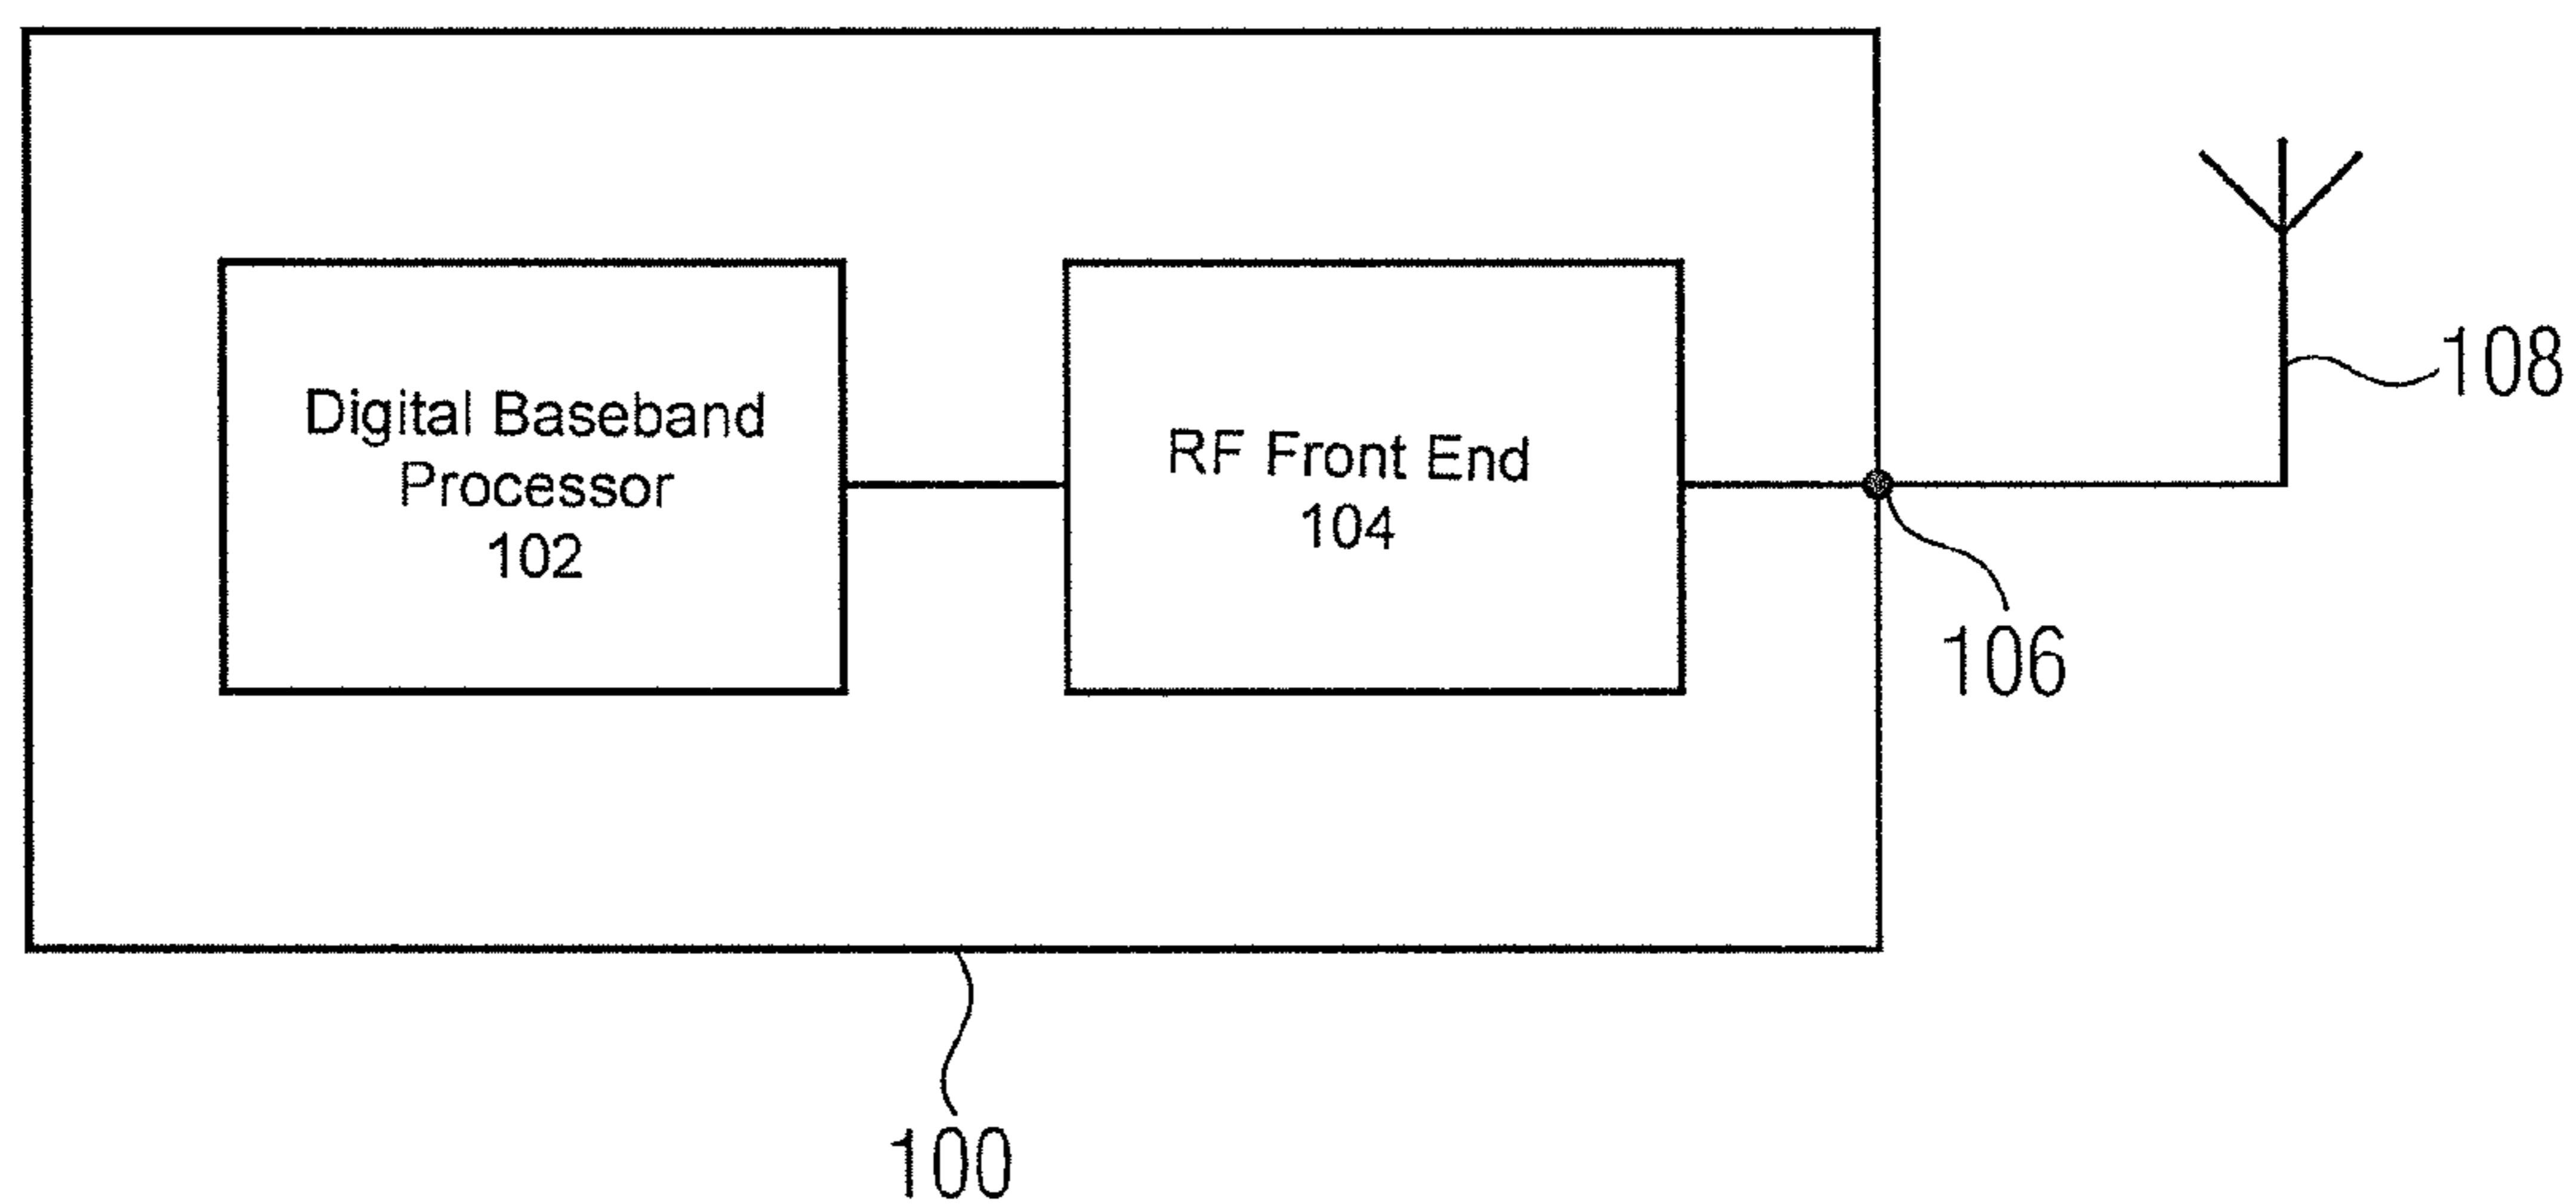 Digital Baseband
Processor
102
RF Front End
104
108
106
100